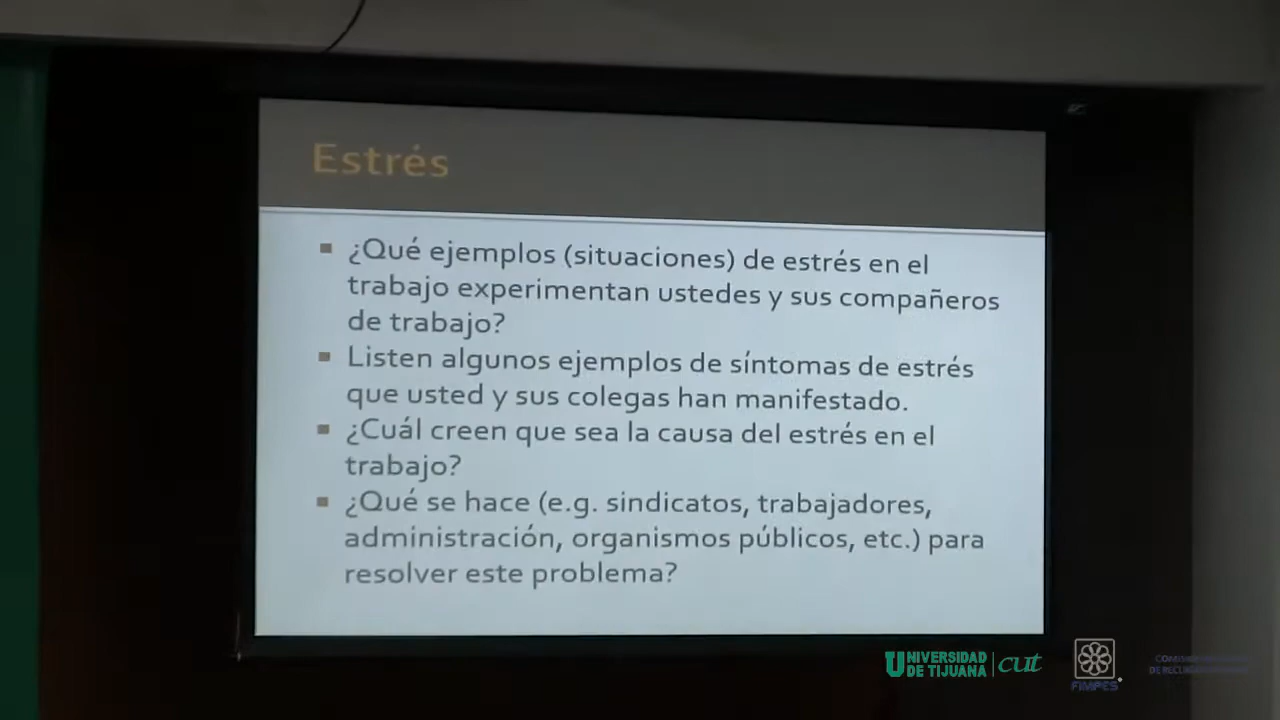 Estrés
¿Qué ejemplos (situaciones) de estrés en el
trabajo experimentan ustedes y sus compañeros
de trabajo?
Listen algunos ejemplos de síntomas de estrés
que usted y sus colegas han manifestado.
¿Cuál creen que sea la causa del estrés en el
trabajo?
¿Qué se hace (e.g. sindicatos, trabajadores,
administración, organismos públicos, etc.) para
resolver este problema?
UNIVERSIDAD
DE TIJUANA cut
FIMPES